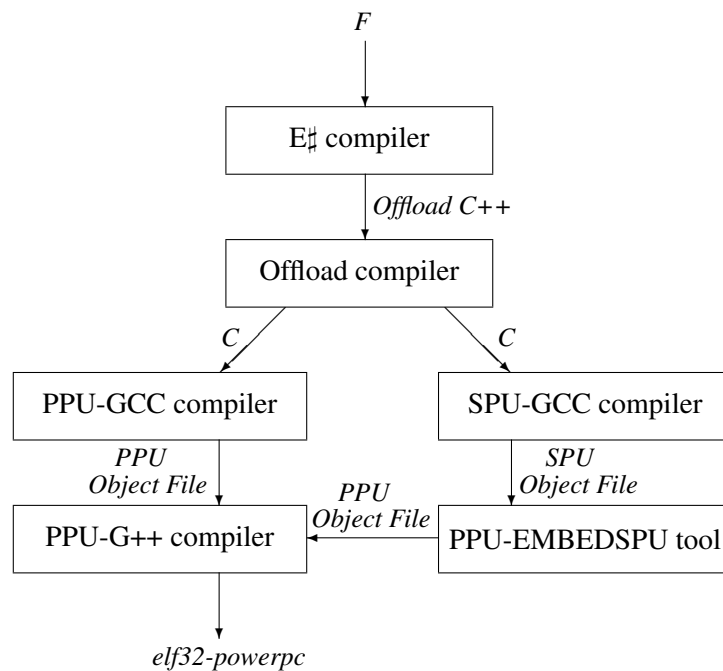 F
E♯ compiler
Offload C++
Offload compiler
C
C
PPU-GCC compiler
SPU-GCC compiler
PPU
Object File
SPU
Object File
PPU
Object File
PPU-G++ compiler
PPU-EMBEDSPU tool
elf32-powerpc